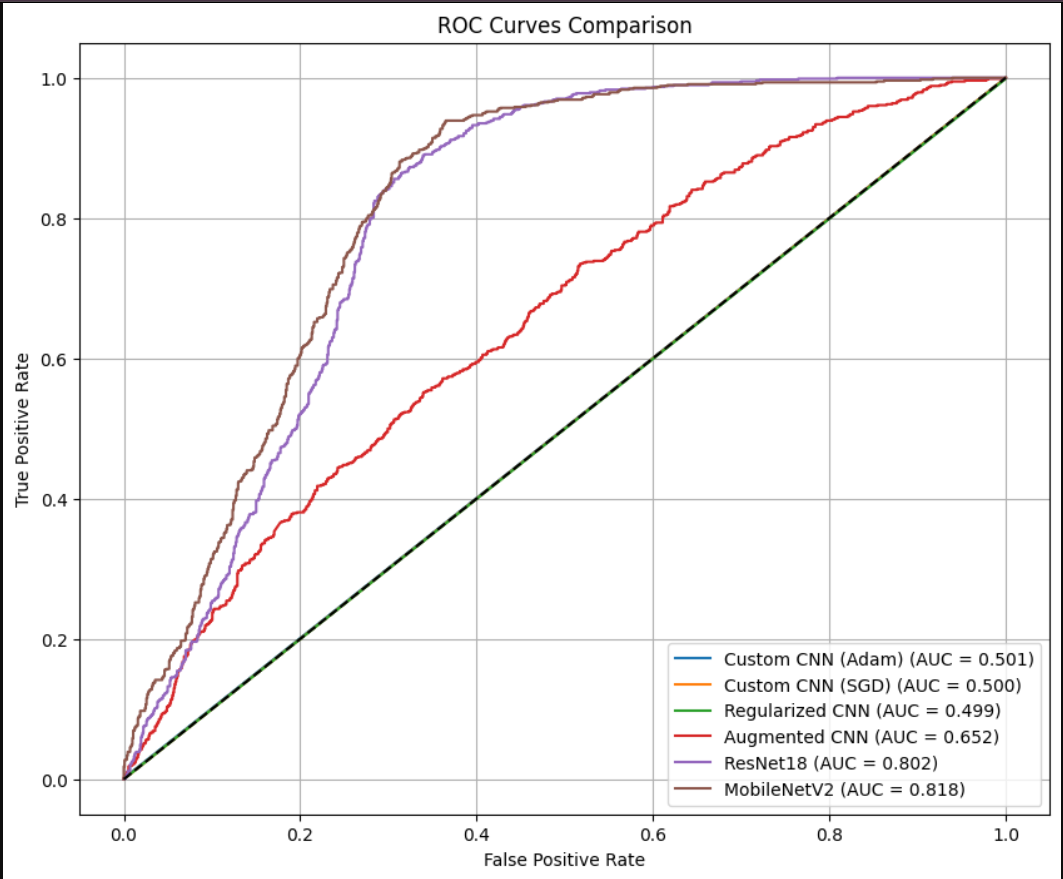 ROC Curves Comparison
True Positive Rate
1.0
0.8
0.6
0.4
0.2
0.0
Custom CNN (Adam) (AUC = 0.501)
Custom CNN (SGD) (AUC = 0.500)
Regularized CNN (AUC = 0.499)
Augmented CNN (AUC = 0.652)
ResNet18 (AUC = 0.802)
MobileNetV2 (AUC = 0.818)
0.0 0.2 0.4 0.6 0.8 1.0
False Positive Rate